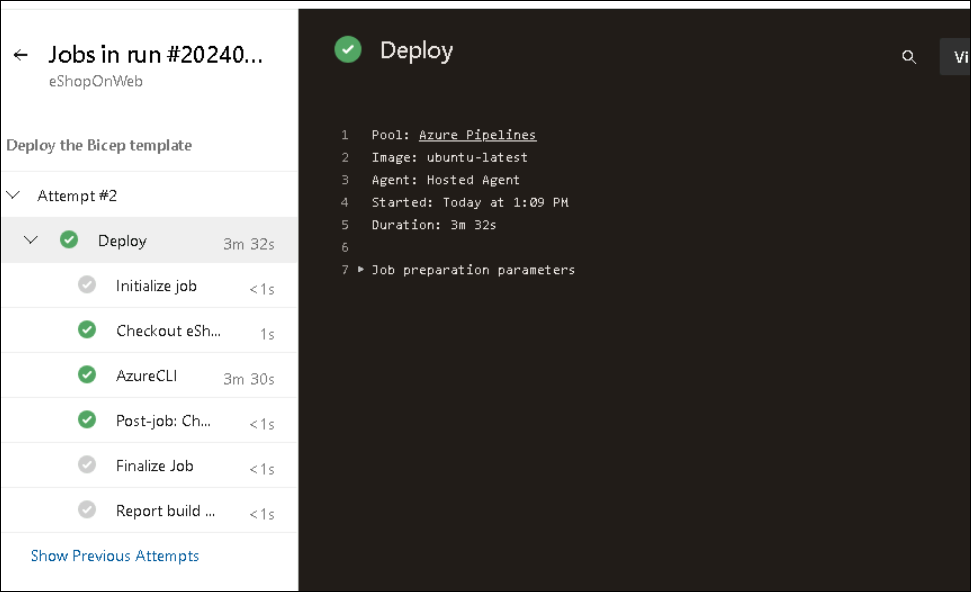 Jobs in run #20240...
eShopOnWeb
Deploy the Bicep template
Attempt #2
Deploy 3m 32s
Initialize job <1s
Checkout eSh... 1s
AzureCLI 3m 30s
Post-job: Ch... <1s
Finalize Job <1s
Report build ... <1s
Show Previous Attempts
Deploy
Vi
1 Pool: Azure Pipelines
2 Image: ubuntu-latest
3 Agent: Hosted Agent
4 Started: Today at 1:09 PM
5 Duration: 3m 32s
6
7 Job preparation parameters